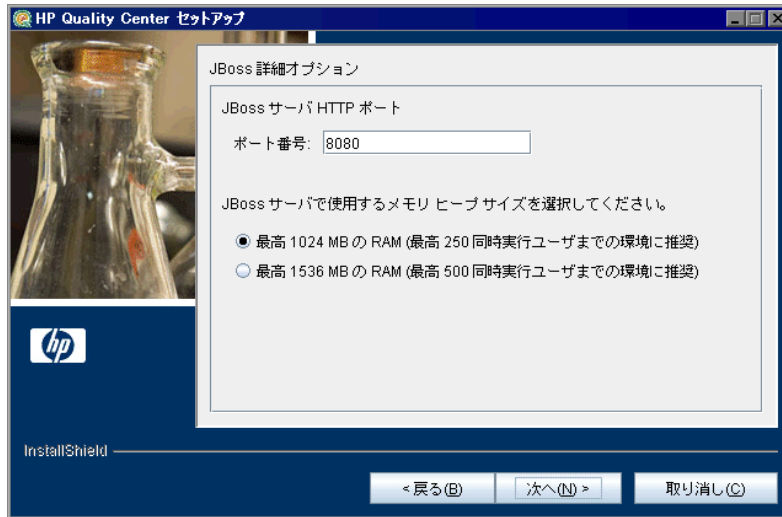 HP Quality Center セットアップ
JBoss 詳細オプション
JBoss サーバ HTTP ポート
ポート番号: 8080
JBoss サーバで使用するメモリ ヒープ サイズを選択してください。
最高 1024 MB の RAM (最高 250 同時実行ユーザまでの環境に推奨)
最高 1536 MB の RAM (最高 500 同時実行ユーザまでの環境に推奨)
hp
InstallShield
< 戻る(B) 次へ(N) > 取り消し(C)